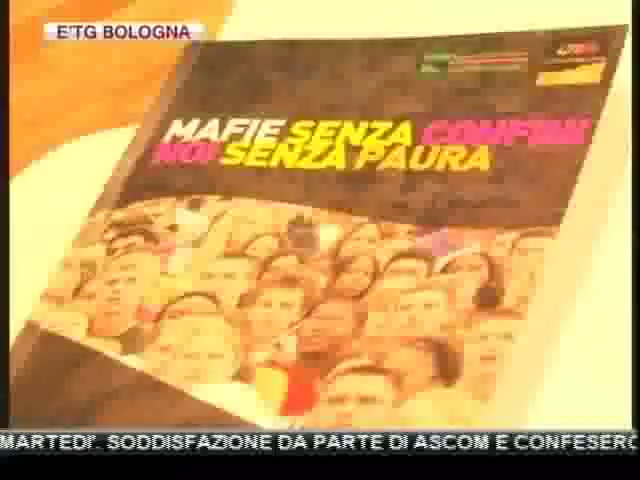 E'TG BOLOGNA
MAFIE SENZA CONFINI
NOI SENZA PAURA
MARTEDI'. SODDISFAZIONE DA PARTE DI ASCOM E CONFESERC